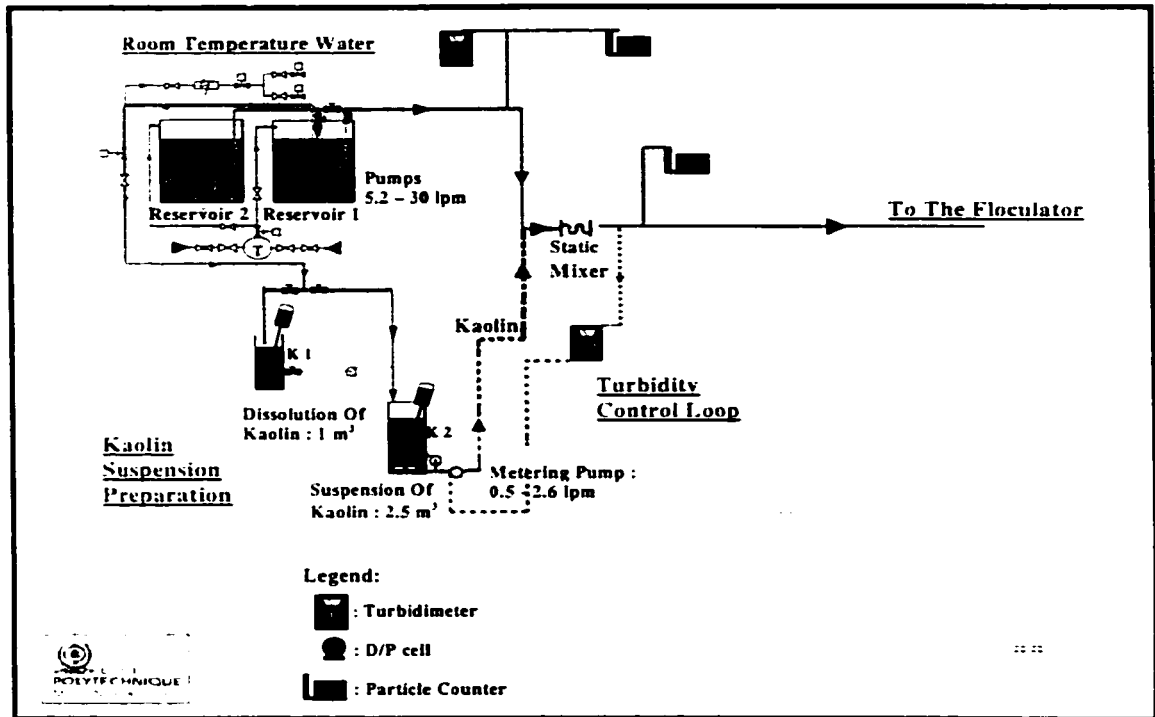 Room Temperature Water
Reservoir 2
Reservoir 1
Pumps
5.2 – 30 lpm
T
To The Floculator
Static
Mixer
Kaolin
K 1
Dissolution Of
Kaolin : 1 m³
K 2
Turbidity
Control Loop
Kaolin
Suspension
Preparation
Suspension Of
Kaolin : 2.5 m³
Metering Pump :
0.5 - 2.6 lpm
Legend:
: Turbidimeter
: D/P cell
: Particle Counter
POLYTECHNIQUE